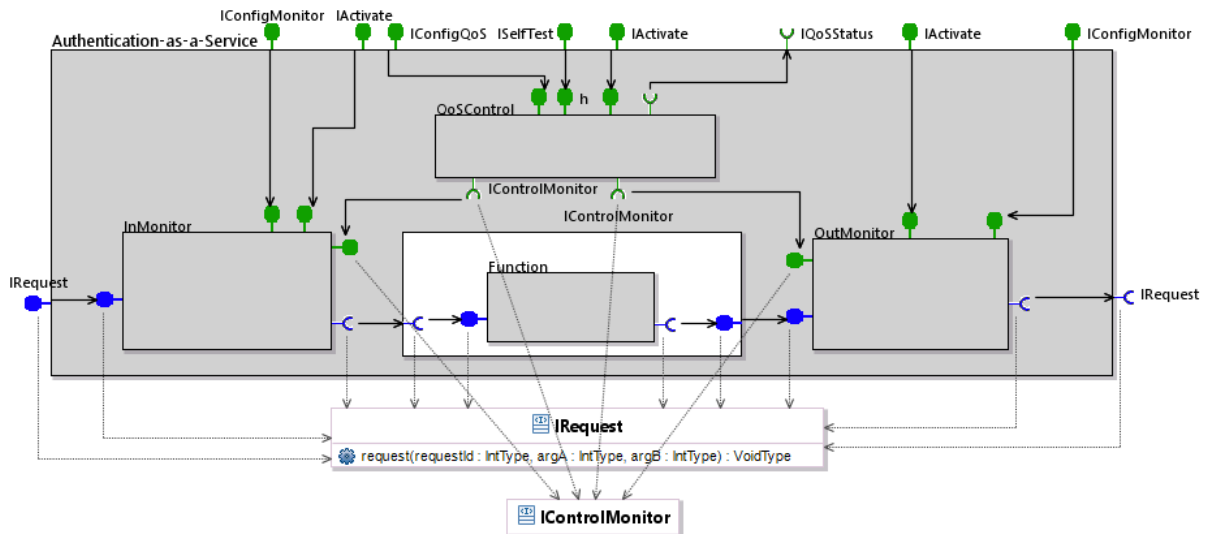 IConfigMonitor
IActivate
IConfigQoS
ISelfTest
IActivate
IQoSStatus
IActivate
IConfigMonitor
Authentication-as-a-Service
h
QoSControl
IControlMonitor
IControlMonitor
InMonitor
OutMonitor
Function
IRequest
IRequest
IRequest
request(requestId : IntType, argA : IntType, argB : IntType) : VoidType
IControlMonitor